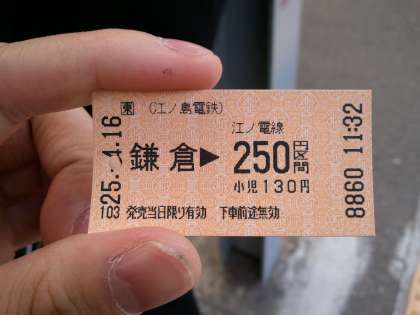 東 (江ノ島電鉄)
江ノ電線
鎌倉▶250円区間
小児130円
103 発売当日限り有効 下車前途無効
25.-4.16
8860 11:32